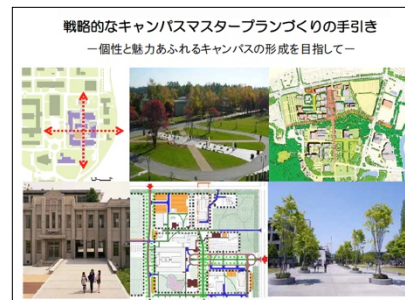 戦略的なキャンパスマスタープランづくりの手引き
－個性と魅力あふれるキャンパスの形成を目指して－